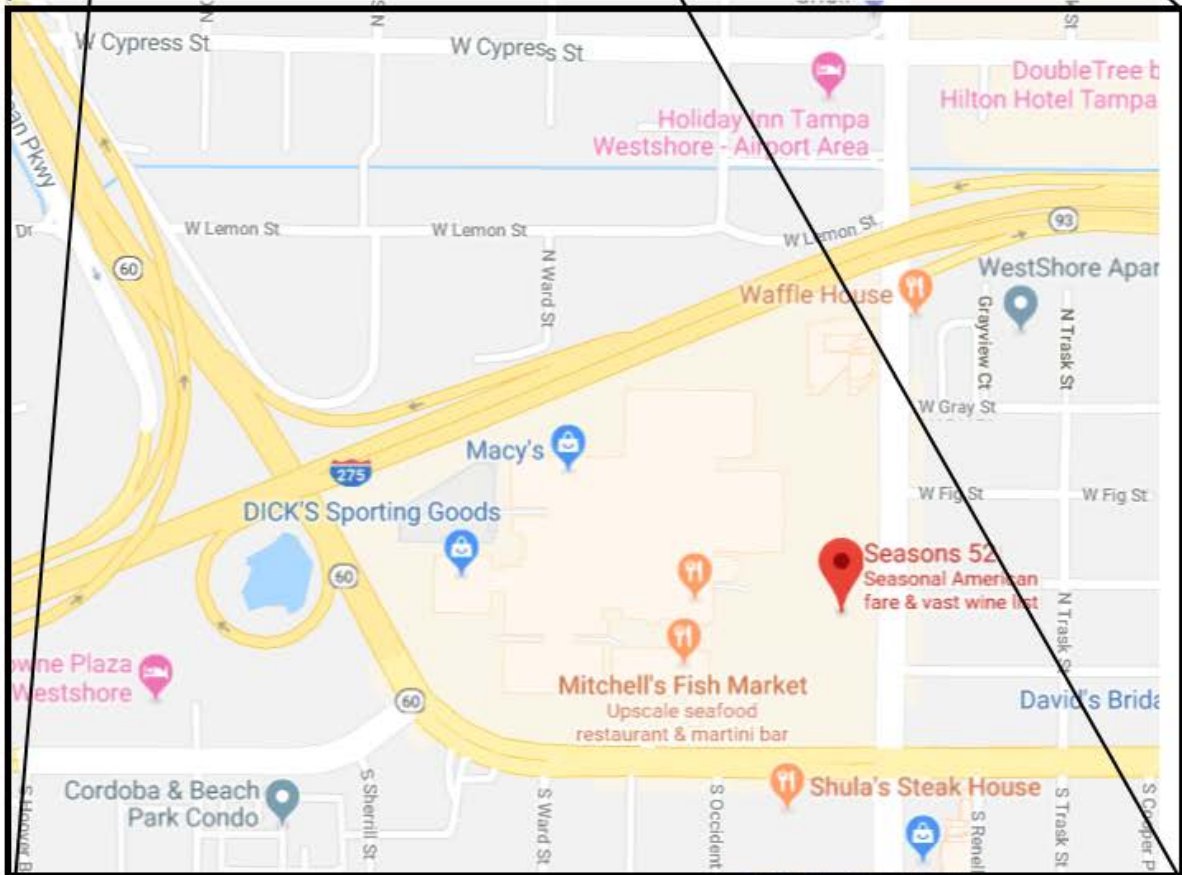 W Cypress St
W Cypress St
DoubleTree b
Hilton Hotel Tampa
Holiday Inn Tampa
Westshore - Airport Area
an Pkwy
Dr
W Lemon St
W Lemon St
W Lemon St
93
60
N Ward St
WestShore Apar
Waffle House
Grayview Ct
N Trask St
W Gray St
Macy's
275
DICK'S Sporting Goods
W Fig St
W Fig St
60
Seasons 52
Seasonal American
fare & vast wine list
N Trask St
owne Plaza
Westshore
60
Mitchell's Fish Market
Upscale seafood
restaurant & martini bar
David's Brida
Cordoba & Beach
Park Condo
Shula's Steak House
S Hoover B
S Sherrill St
S Ward St
S Occident
S Renell
S Trask St
S Cooper P